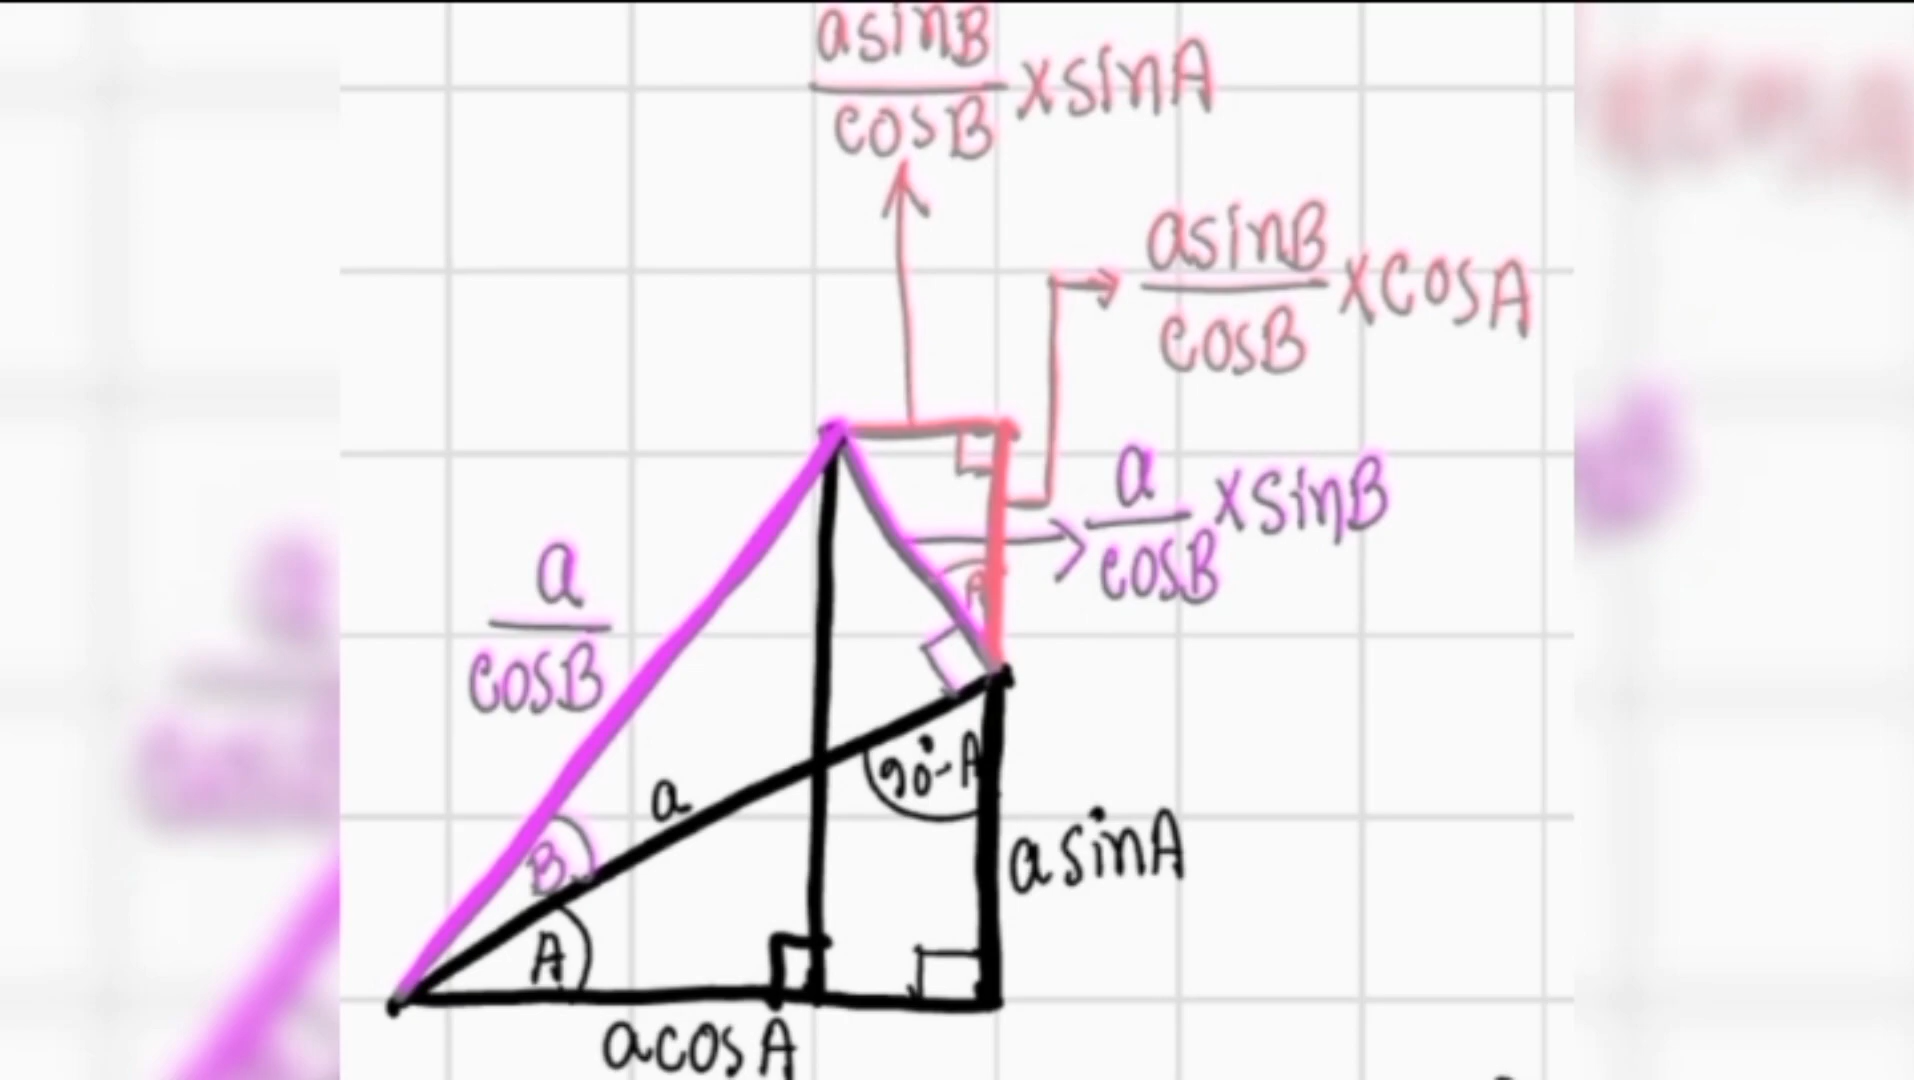 asinB
cosB
xsinA
asinB
cosB
xcosA
a
cosB
xsinB
a
cosB
A
a
90°-A
B
A
asinA
acosA